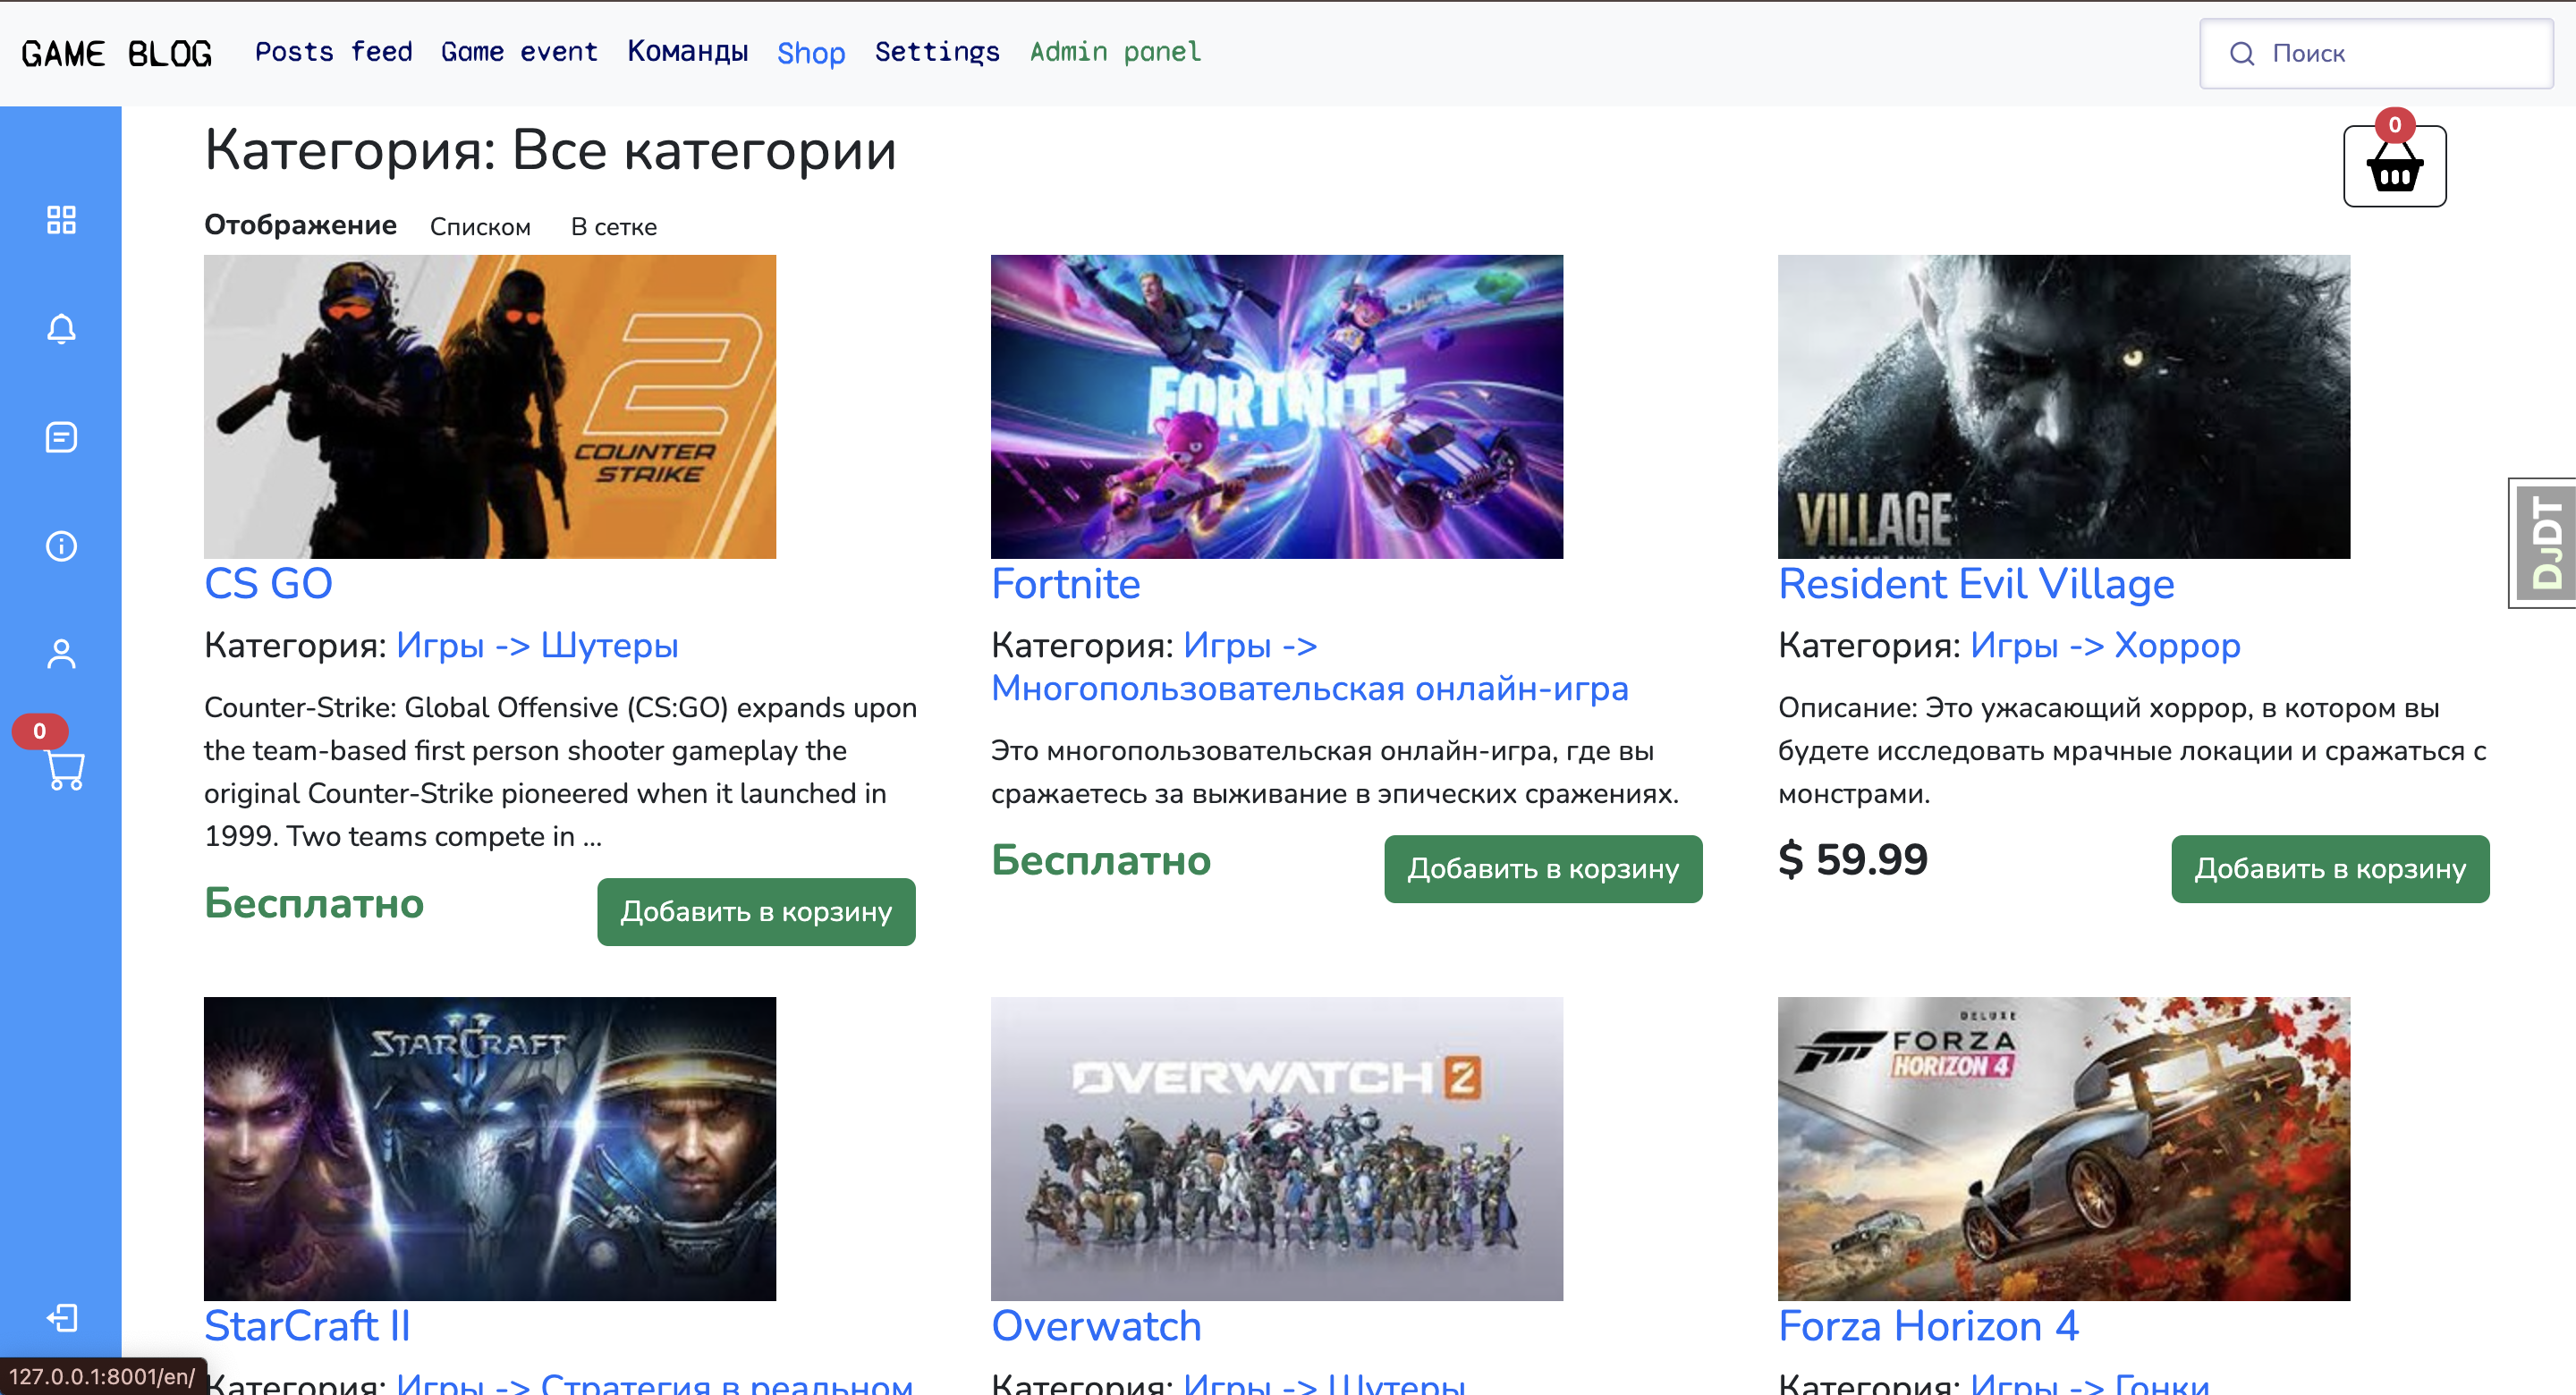 GAME BLOG Posts feed Game event Команды Shop Settings Admin panel Поиск
Категория: Все категории
0
Отображение Списком В сетке
2
COUNTER
STRIKE
FORTNITE
VILLAGE
DJDT
CS GO
Категория: Игры -> Шутеры
Counter-Strike: Global Offensive (CS:GO) expands upon
the team-based first person shooter gameplay the
original Counter-Strike pioneered when it launched in
1999. Two teams compete in ...
Бесплатно Добавить в корзину
Fortnite
Категория: Игры ->
Многопользовательская онлайн-игра
Это многопользовательская онлайн-игра, где вы
сражаетесь за выживание в эпических сражениях.
Бесплатно Добавить в корзину
Resident Evil Village
Категория: Игры -> Хоррор
Описание: Это ужасающий хоррор, в котором вы
будете исследовать мрачные локации и сражаться с
монстрами.
$ 59.99 Добавить в корзину
0
STARCRAFT
II
OVERWATCH 2
DELUXE
FORZA
HORIZON 4
StarCraft II
Категория: Игры -> Стратегия в реальном
Overwatch
Категория: Игры -> Шутеры
Forza Horizon 4
Категория: Игры -> Гонки
127.0.0.1:8001/en/